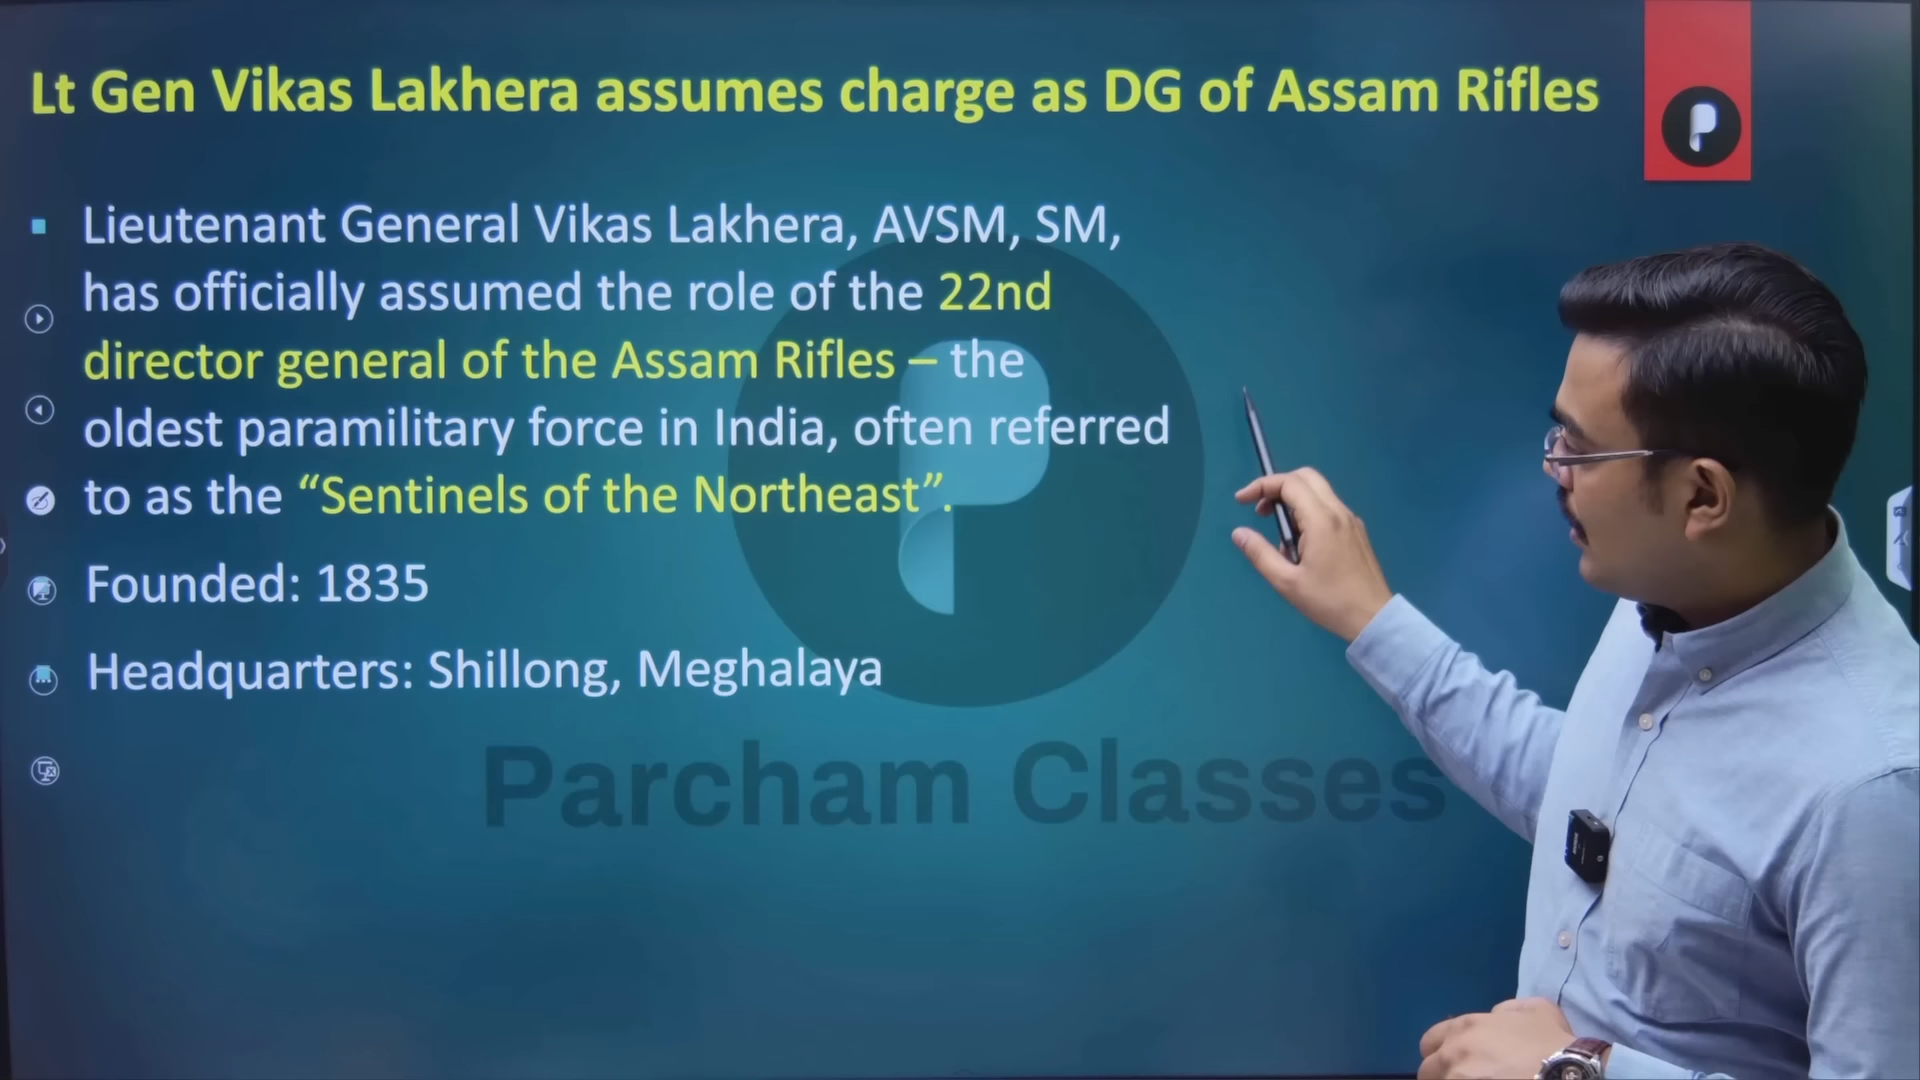 Lt Gen Vikas Lakhera assumes charge as DG of Assam Rifles
Lieutenant General Vikas Lakhera, AVSM, SM,
has officially assumed the role of the 22nd
director general of the Assam Rifles – the
oldest paramilitary force in India, often referred
to as the “Sentinels of the Northeast”.
Founded: 1835
Headquarters: Shillong, Meghalaya
Parcham Classes